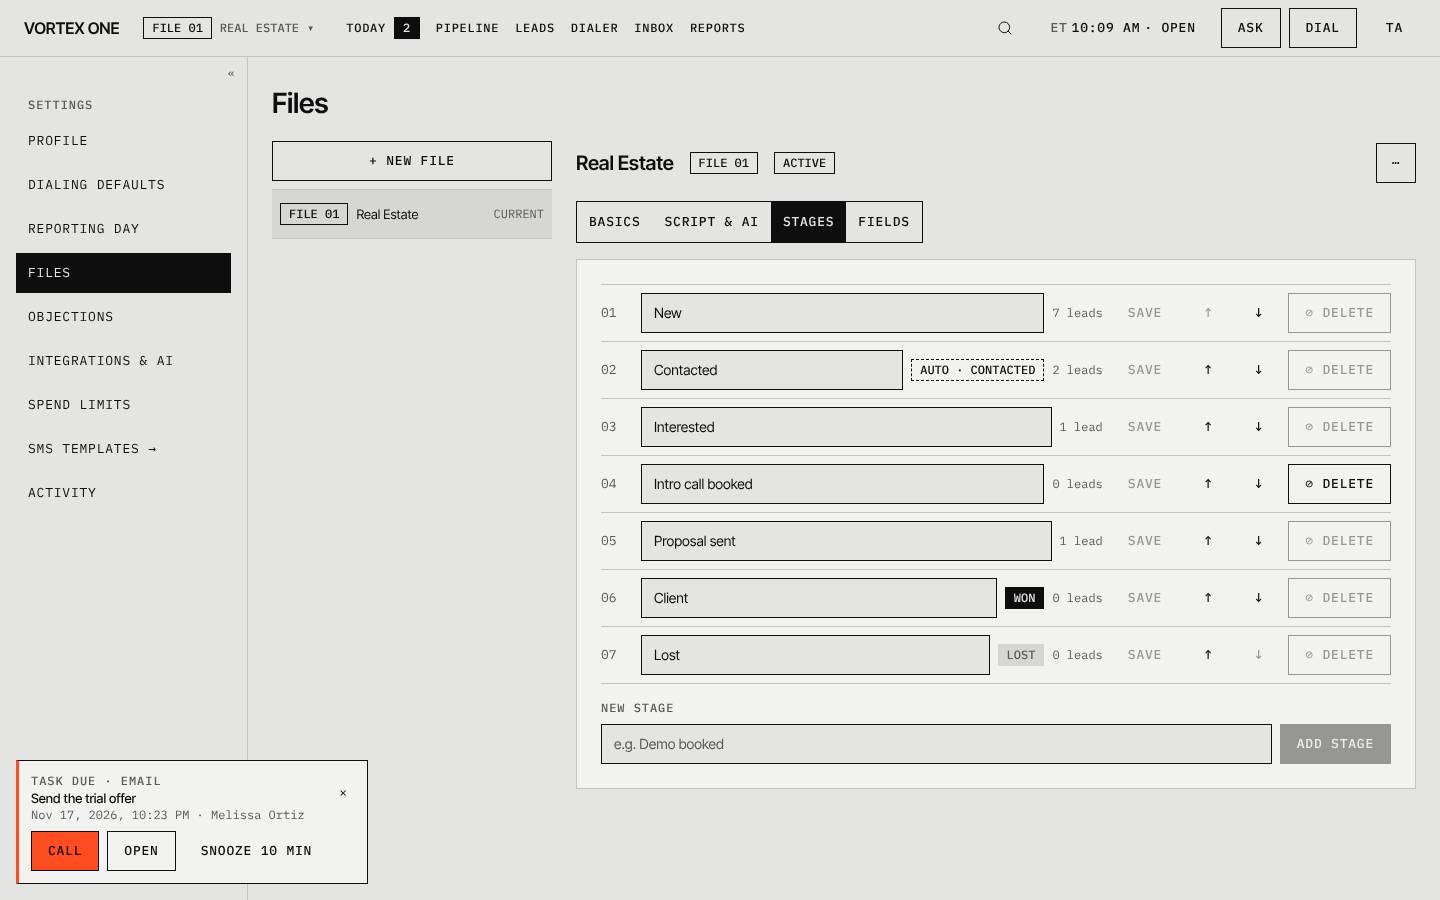 VORTEX ONE FILE 01 REAL ESTATE ▾ TODAY 2 PIPELINE LEADS DIALER INBOX REPORTS ET 10:09 AM · OPEN ASK DIAL TA
«
SETTINGS
PROFILE
DIALING DEFAULTS
REPORTING DAY
FILES
OBJECTIONS
INTEGRATIONS & AI
SPEND LIMITS
SMS TEMPLATES →
ACTIVITY
Files
+ NEW FILE
FILE 01 Real Estate CURRENT
Real Estate FILE 01 ACTIVE …
BASICS SCRIPT & AI STAGES FIELDS
01 New 7 leads SAVE ↑ ↓ ⊘ DELETE
02 Contacted AUTO · CONTACTED 2 leads SAVE ↑ ↓ ⊘ DELETE
03 Interested 1 lead SAVE ↑ ↓ ⊘ DELETE
04 Intro call booked 0 leads SAVE ↑ ↓ ⊘ DELETE
05 Proposal sent 1 lead SAVE ↑ ↓ ⊘ DELETE
06 Client WON 0 leads SAVE ↑ ↓ ⊘ DELETE
07 Lost LOST 0 leads SAVE ↑ ↓ ⊘ DELETE
NEW STAGE
e.g. Demo booked ADD STAGE
TASK DUE · EMAIL ×
Send the trial offer
Nov 17, 2026, 10:23 PM · Melissa Ortiz
CALL OPEN SNOOZE 10 MIN